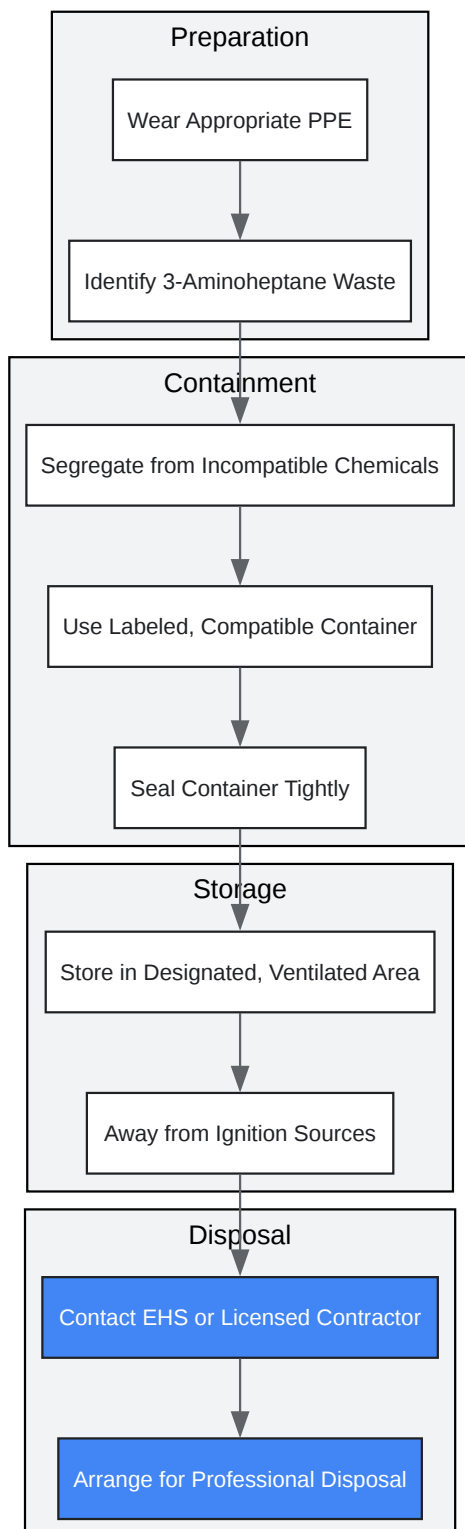 Preparation
Wear Appropriate PPE
Identify 3-Aminoheptane Waste
Containment
Segregate from Incompatible Chemicals
Use Labeled, Compatible Container
Seal Container Tightly
Storage
Store in Designated, Ventilated Area
Away from Ignition Sources
Disposal
Contact EHS or Licensed Contractor
Arrange for Professional Disposal